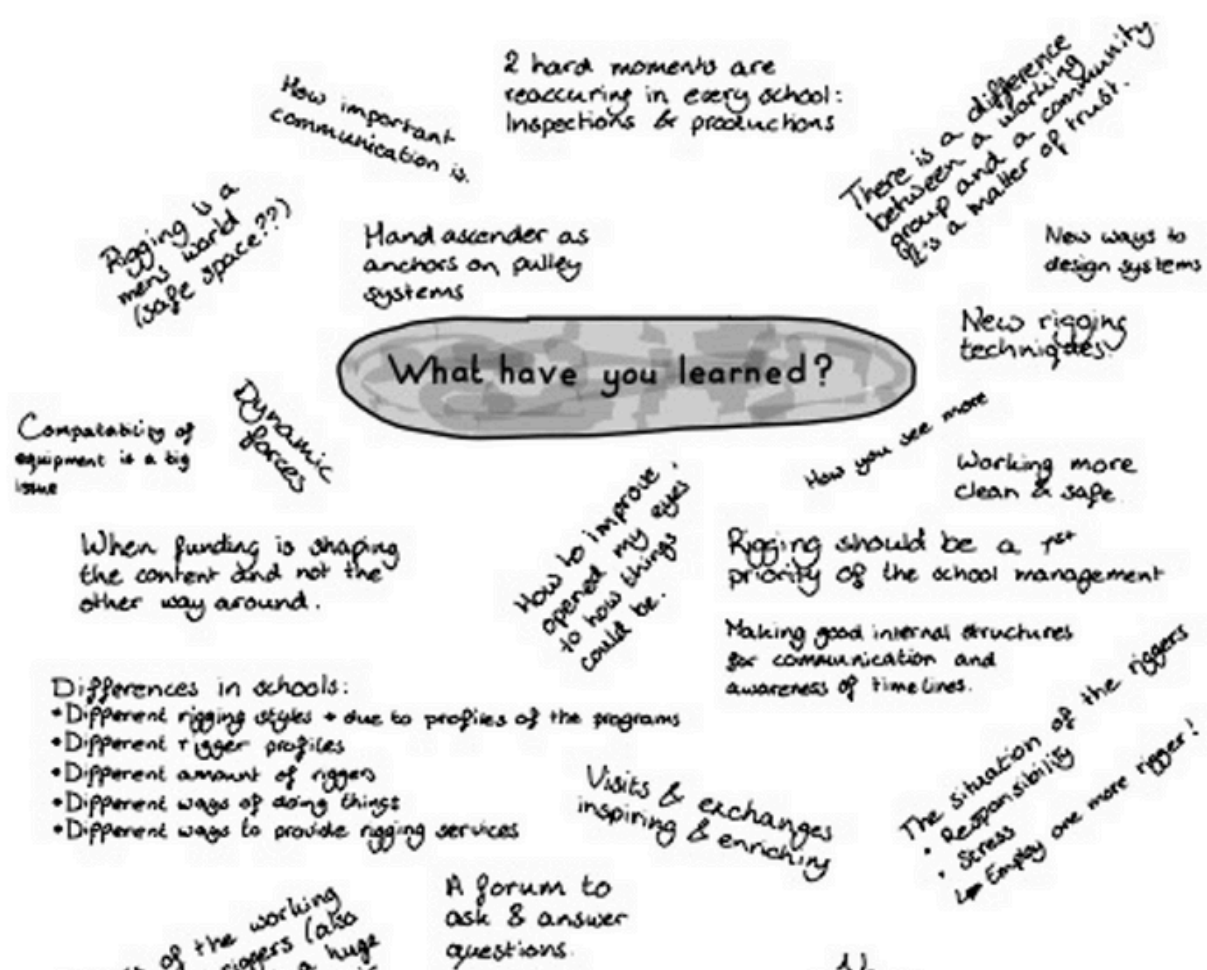 2 hard moments are
reaccuring in every school:
Inspections & productions
How important
communication is.
There is a difference
between a working
group and a community.
It's a matter of trust.
Rigging is a
mens world
(safe space??)
Hand ascender as
anchors on pulley
systems
New ways to
design systems
New rigging
techniques.
What have you learned?
Dynamic
forces
Compatability of
equipment is a big
issue
How you see more
Working more
clean & safe.
When funding is shaping
the content and not the
other way around.
How to improve,
opened my eyes
to how things
could be.
Rigging should be a 1st
priority of the school management
Making good internal structures
for communication and
awareness of timelines.
Differences in schools:
•Different rigging styles + due to profiles of the programs
•Different rigger profiles
•Different amount of riggers
•Different ways of doing things
•Different ways to provide rigging services
The situation of the riggers
• Responsibility
• Stress
↳ Employ one more rigger!
Visits & exchanges
inspiring & enriching
A forum to
ask & answer
questions.
of the working
riggers (also
a huge